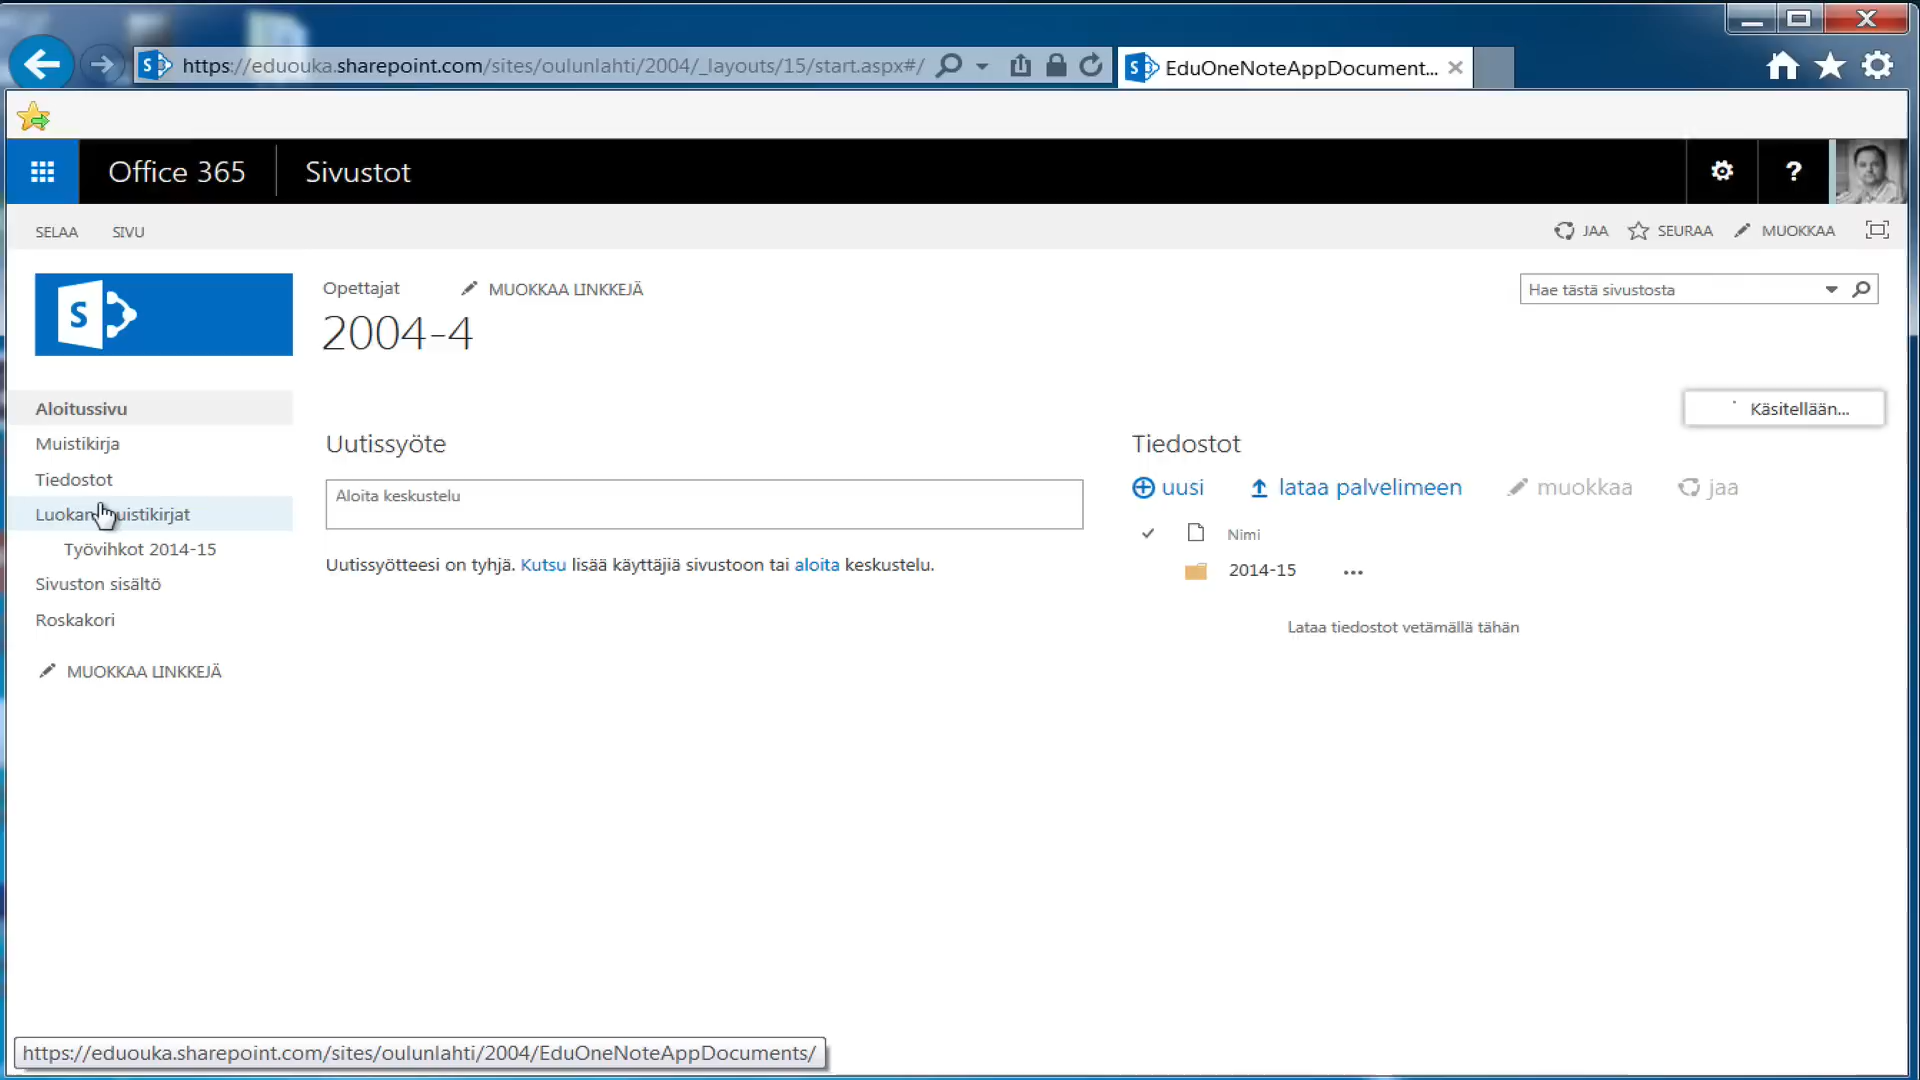 https://eduouka.sharepoint.com/sites/oulunlahti/2004/_layouts/15/start.aspx#/
EduOneNoteAppDocument...
Office 365
Sivustot
?
SELAA
SIVU
JAA
SEURAA
MUOKKAA
S
Opettajat
MUOKKAA LINKKEJÄ
Hae tästä sivustosta
2004-4
Aloitussivu
Käsitellään...
Muistikirja
Uutissyöte
Tiedostot
Tiedostot
Aloita keskustelu
uusi
lataa palvelimeen
muokkaa
jaa
Luokan muistikirjat
Nimi
Työvihkot 2014-15
Uutissyötteesi on tyhjä. Kutsu lisää käyttäjiä sivustoon tai aloita keskustelu.
2014-15
...
Sivuston sisältö
Roskakori
Lataa tiedostot vetämällä tähän
MUOKKAA LINKKEJÄ
https://eduouka.sharepoint.com/sites/oulunlahti/2004/EduOneNoteAppDocuments/